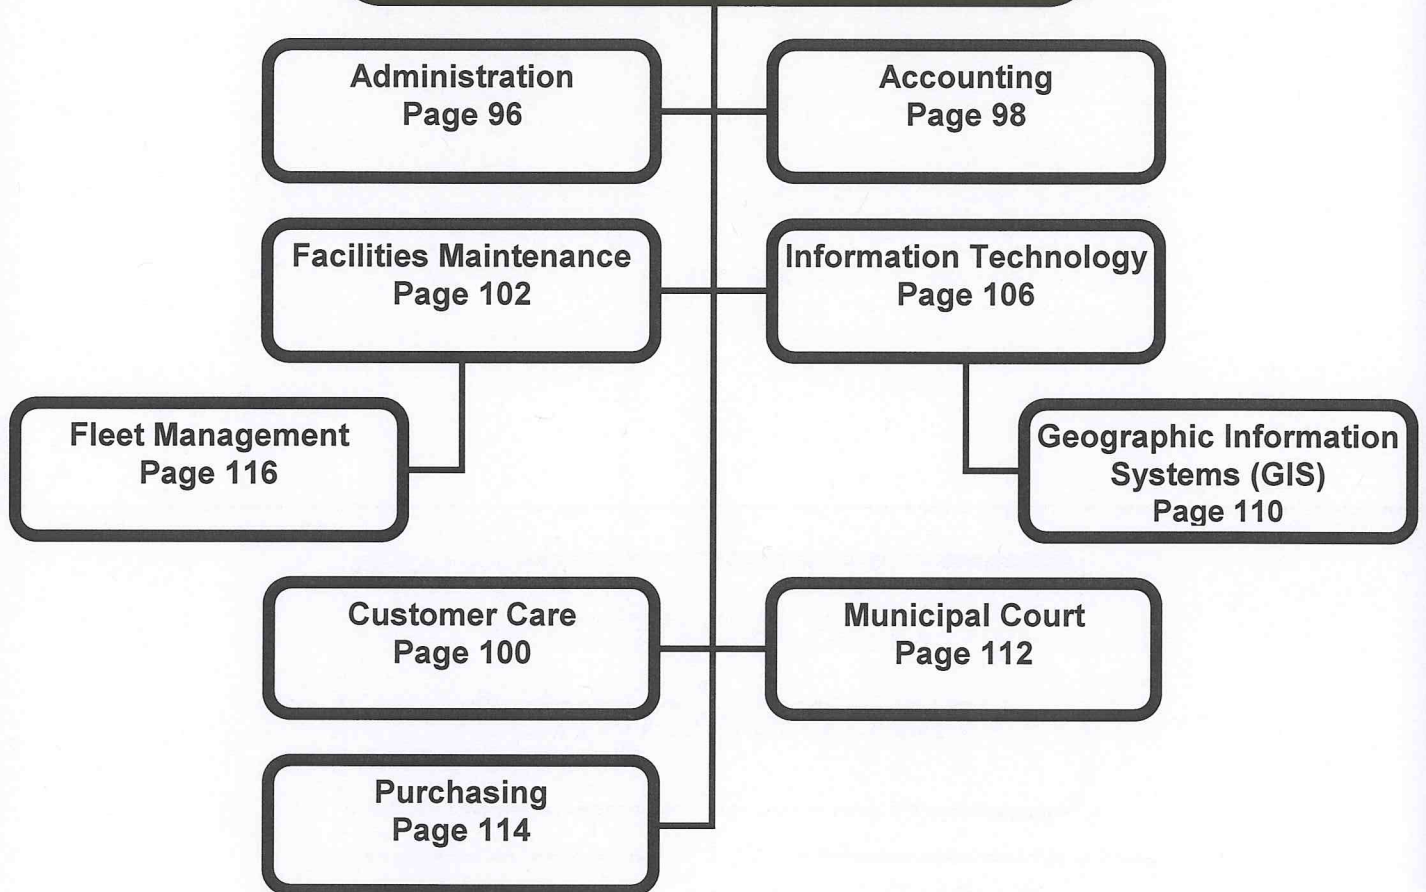 Administration
Page 96
Accounting
Page 98
Facilities Maintenance
Page 102
Information Technology
Page 106
Fleet Management
Page 116
Geographic Information
Systems (GIS)
Page 110
Customer Care
Page 100
Municipal Court
Page 112
Purchasing
Page 114